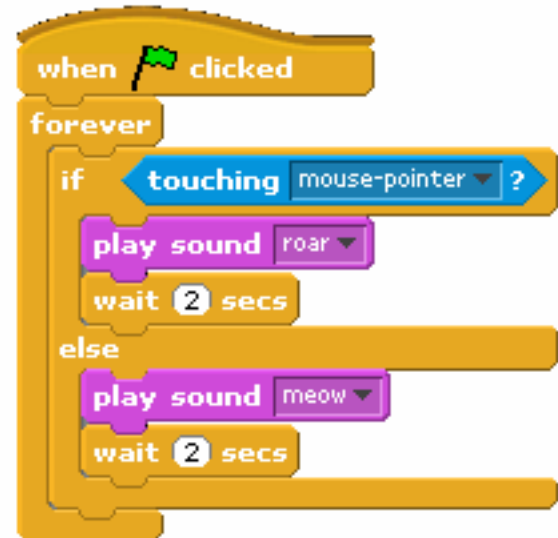 when clicked
forever
if touching mouse-pointer ?
play sound roar
wait 2 secs
else
play sound meow
wait 2 secs